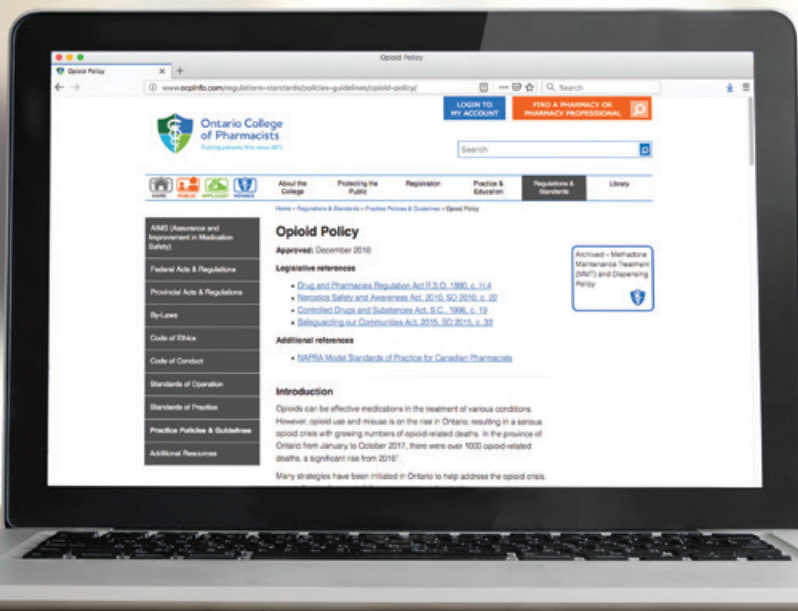 Opioid Policy
Opioid Policy
www.ocpinfo.com/regulations-standards/policies-guidelines/opioid-policy/
Search
LOGIN TO
MY ACCOUNT
FIND A PHARMACY OR
PHARMACY PROFESSIONAL
Ontario College
of Pharmacists
Putting patients first since 1871
Search
HOME
PUBLIC
APPLICANT
MEMBER
About the
College
Protecting the
Public
Registration
Practice &
Education
Regulations &
Standards
Library
Home » Regulations & Standards » Practice Policies & Guidelines » Opioid Policy
AIMS (Assurance and
Improvement in Medication
Safety)
Federal Acts & Regulations
Provincial Acts & Regulations
By-Laws
Code of Ethics
Code of Conduct
Standards of Operation
Standards of Practice
Practice Policies & Guidelines
Additional Resources
Opioid Policy
Approved: December 2018
Legislative references
Drug and Pharmacies Regulation Act R.S.O. 1990, c. H.4
Narcotics Safety and Awareness Act, 2010, SO 2010, c. 22
Controlled Drugs and Substances Act, S.C., 1996, c. 19
Safeguarding our Communities Act, 2015, SO 2015, c. 33
Additional references
NAPRA Model Standards of Practice for Canadian Pharmacists
Introduction
Opioids can be effective medications in the treatment of various conditions.
However, opioid use and misuse is on the rise in Ontario, resulting in a serious
opioid crisis with growing numbers of opioid-related deaths. In the province of
Ontario from January to October 2017, there were over 1000 opioid-related
deaths, a significant rise from 2016¹.
Many strategies have been initiated in Ontario to help address the opioid crisis.
Archived – Methadone
Maintenance Treatment
(MMT) and Dispensing
Policy